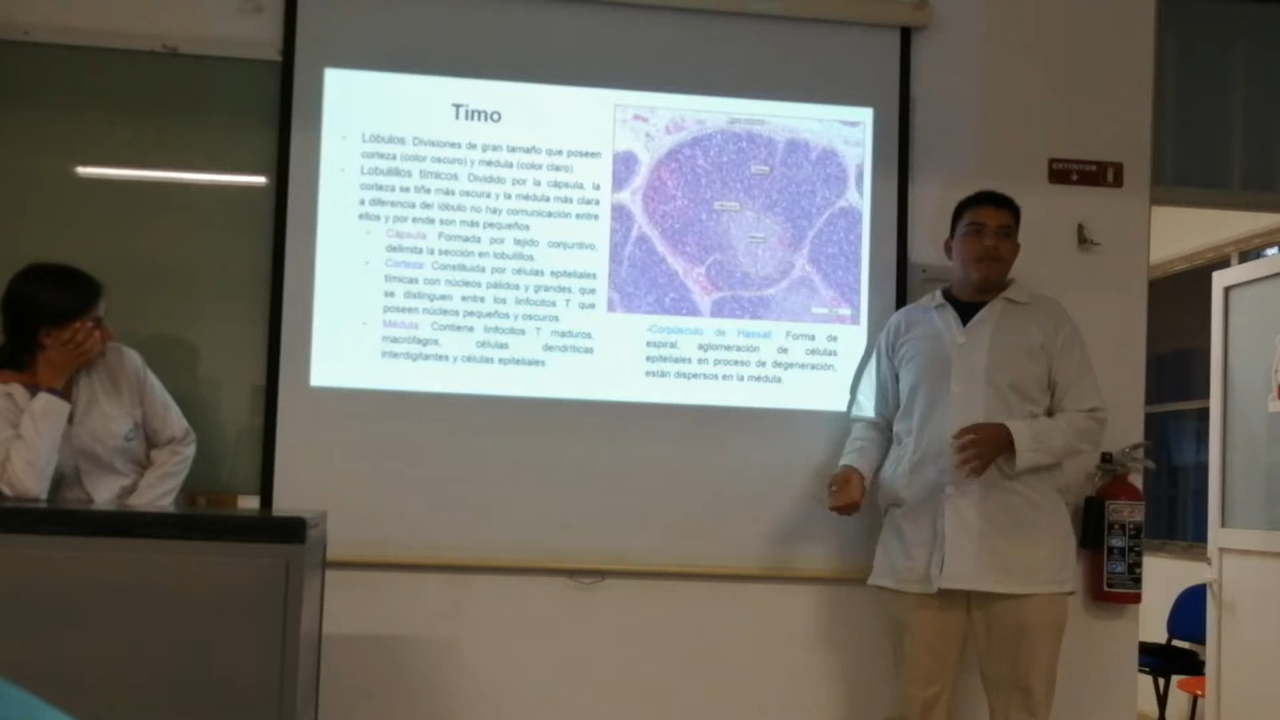 Timo
- Lóbulos: Divisiones de gran tamaño que poseen
corteza (color oscuro) y médula (color claro)
- Lobulillos tímicos: Dividido por la cápsula, la
corteza se tiñe más oscura y la médula más clara
a diferencia del lóbulo no hay comunicación entre
ellos y por ende son más pequeños
- Cápsula: Formada por tejido conjuntivo,
delimita la sección en lobulillos.
- Corteza: Constituida por células epiteliales
tímicas con núcleos pálidos y grandes, que
se distinguen entre los linfocitos T que
poseen núcleos pequeños y oscuros.
- Médula: Contiene linfocitos T maduros,
macrófagos, células dendríticas
interdigitantes y células epiteliales
-Corpúsculo de Hassall: Forma de
espiral, aglomeración de células
epiteliales en proceso de degeneración,
están dispersos en la médula.
EXTINTOR